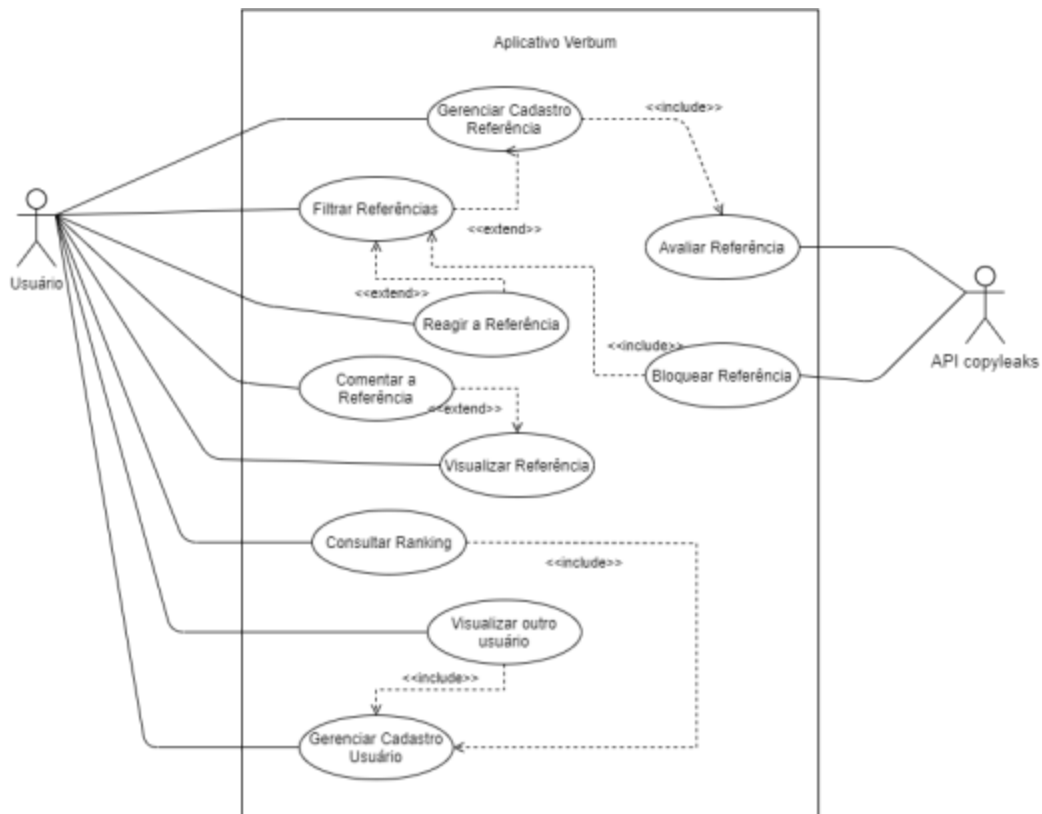 Aplicativo Verbum
Gerenciar Cadastro
Referência
<<include>>
Filtrar Referências
<<extend>>
Avaliar Referência
Usuário
<<extend>>
Reagir a Referência
<<include>>
API copyleaks
Comentar a
Referência
Bloquear Referência
<<extend>>
Visualizar Referência
Consultar Ranking
<<include>>
Visualizar outro
usuário
<<include>>
Gerenciar Cadastro
Usuário